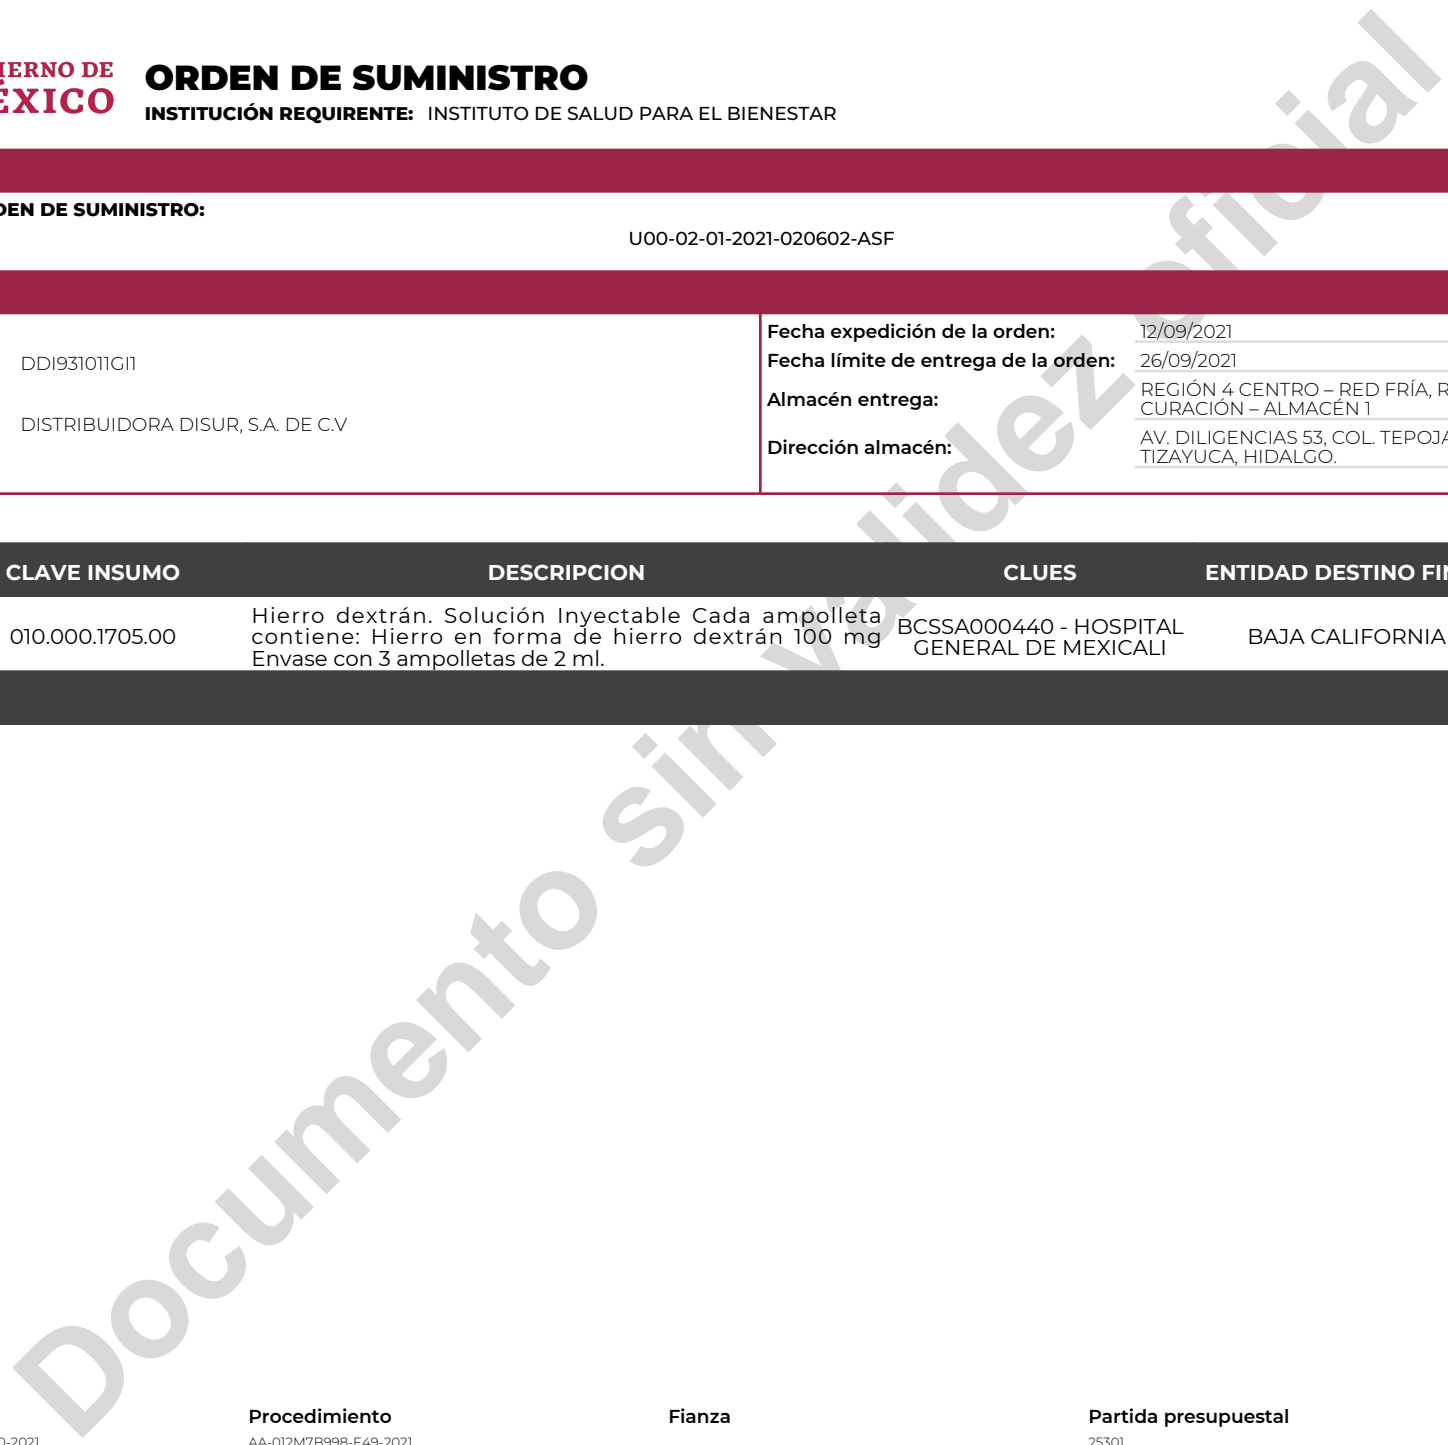 ORDEN DE SUMINISTRO
INSTITUCIÓN REQUIRENTE: INSTITUTO DE SALUD PARA EL BIENESTAR
DE
DE SUMINISTRO:
U00-02-01-2021-020602-ASF
DDI931011GI1
DISTRIBUIDORA DISUR, S.A. DE C.V
Fecha expedición de la orden: 12/09/2021
Fecha límite de entrega de la orden: 26/09/2021
Almacén entrega: REGIÓN 4 CENTRO – RED FRÍA,
CURACIÓN – ALMACÉN 1
Dirección almacén: AV. DILIGENCIAS 53, COL.
TIZAYUCA, HIDALGO.
CLAVE INSUMO DESCRIPCION CLUES ENTIDAD DESTINO
010.000.1705.00
Hierro dextrán. Solución Inyectable Cada ampolleta
contiene: Hierro en forma de hierro dextrán 100 mg
Envase con 3 ampolletas de 2 ml.
BCSSA000440 - HOSPITAL
GENERAL DE MEXICALI
BAJA CALIFORNIA
Documento sin validez oficial
Procedimiento Fianza Partida presupuestal
AA-012M7B998-E49-2021 25301